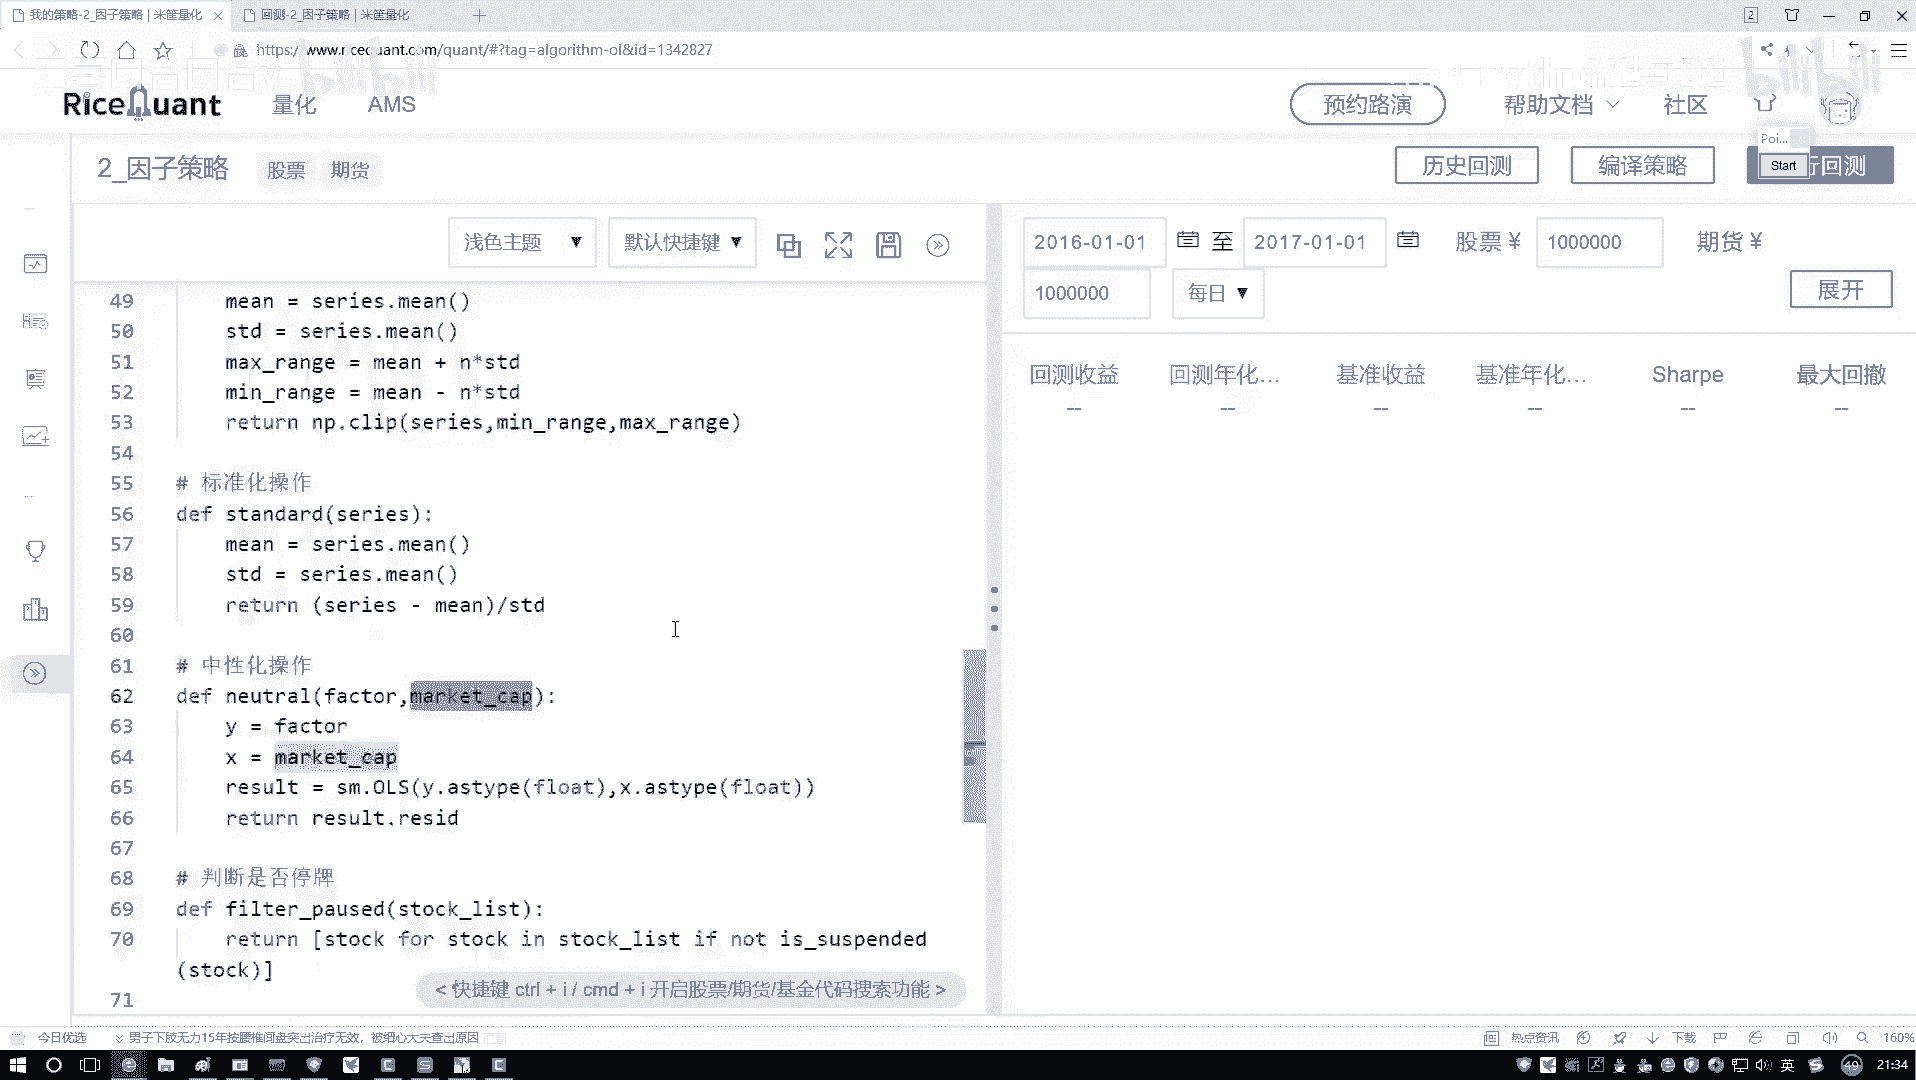 我的策略-2_因子策略 | 米筐量化
回测-2_因子策略 | 米筐量化
2
https://www.ricequant.com/quant/#?tag=algorithm-ol&id=1342827
bilibili
bilibili
RiceQuant 量化 AMS 预约路演 帮助文档 社区
Poi...
2_因子策略 股票 期货 历史回测 编译策略 Start 行回测
浅色主题 ▼ 默认快捷键 ▼
2016-01-01 至 2017-01-01 股票 ¥ 1000000 期货 ¥
1000000 每日 ▼ 展开
回测收益 回测年化... 基准收益 基准年化... Sharpe 最大回撤
-- -- -- -- -- --
49 mean = series.mean()
50 std = series.mean()
51 max_range = mean + n*std
52 min_range = mean - n*std
53 return np.clip(series,min_range,max_range)
54
55 # 标准化操作
56 def standard(series):
57 mean = series.mean()
58 std = series.mean()
59 return (series - mean)/std
60
61 # 中性化操作
62 def neutral(factor,market_cap):
63 y = factor
64 x = market_cap
65 result = sm.OLS(y.astype(float),x.astype(float))
66 return result.resid
67
68 # 判断是否停牌
69 def filter_paused(stock_list):
70 return [stock for stock in stock_list if not is_suspended
(stock)]
71
< 快捷键 ctrl + i / cmd + i 开启股票/期货/基金代码搜索功能 >
今日优选 男子下肢无力15年按腰椎间盘突出治疗无效，被细心大夫查出原因 热点资讯 下载 160%
英 49 21:34